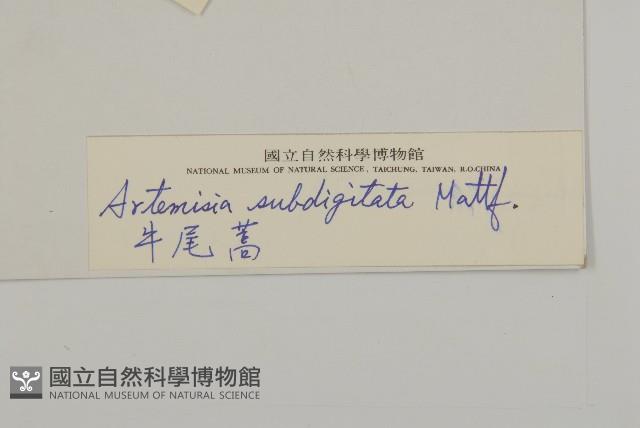 國立自然科學博物館
NATIONAL MUSEUM OF NATURAL SCIENCE, TAICHUNG, TAIWAN, R.O.CHINA
Artemisia subdigitata Mattf.
牛尾蒿
國立自然科學博物館
NATIONAL MUSEUM OF NATURAL SCIENCE